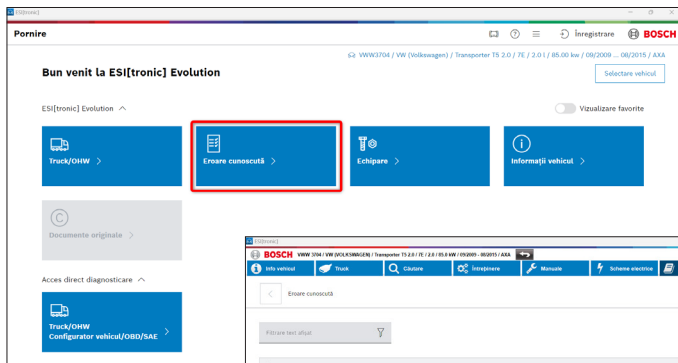 ESI[tronic]
Pornire
Înregistrare
BOSCH
VWW3704 / VW (Volkswagen) / Transporter T5 2.0 / 7E / 2.0 l / 85.00 kw / 09/2009 ... 08/2015 / AXA
Bun venit la ESI[tronic] Evolution
Selectare vehicul
ESI[tronic] Evolution
Vizualizare favorite
Truck/OHW
Eroare cunoscută
Echipare
Informații vehicul
Documente originale
Acces direct diagnosticare
Truck/OHW
Configurator vehicul/OBD/SAE
ESI[tronic]
BOSCH VWW 3704 / VW (VOLKSWAGEN) / Transporter T5 2.0 / 7E / 2.0 / 85.0 kW / 09/2009 - 08/2015 / AXA
Info vehicul
Truck
Căutare
Întreținere
Manuale
Scheme electrice
Eroare cunoscută
Filtrare text afișat